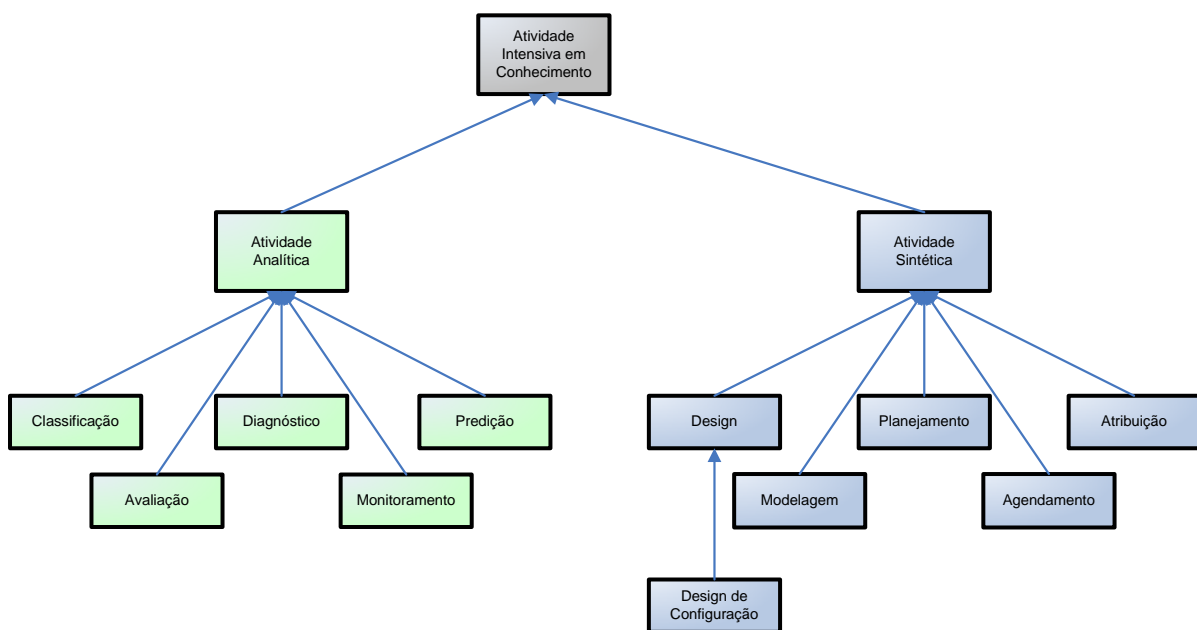 Atividade
Intensiva em
Conhecimento
Atividade
Analítica
Atividade
Sintética
Classificação
Diagnóstico
Predição
Design
Planejamento
Atribuição
Avaliação
Monitoramento
Modelagem
Agendamento
Design de
Configuração